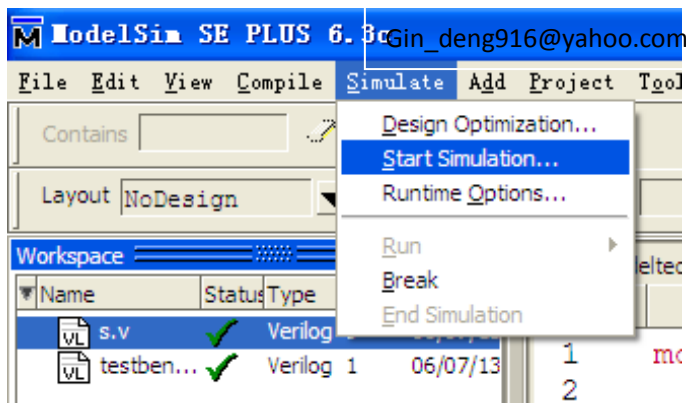 ModelSim SE PLUS 6.3c
Gin_deng916@yahoo.com
File Edit View Compile Simulate Add Project Tool
Contains
Design Optimization...
Start Simulation...
Layout NoDesign
Runtime Options...
Workspace
Run
Break
Name Status Type
End Simulation
s.v Verilog
1
testben... Verilog 1 06/07/13
2